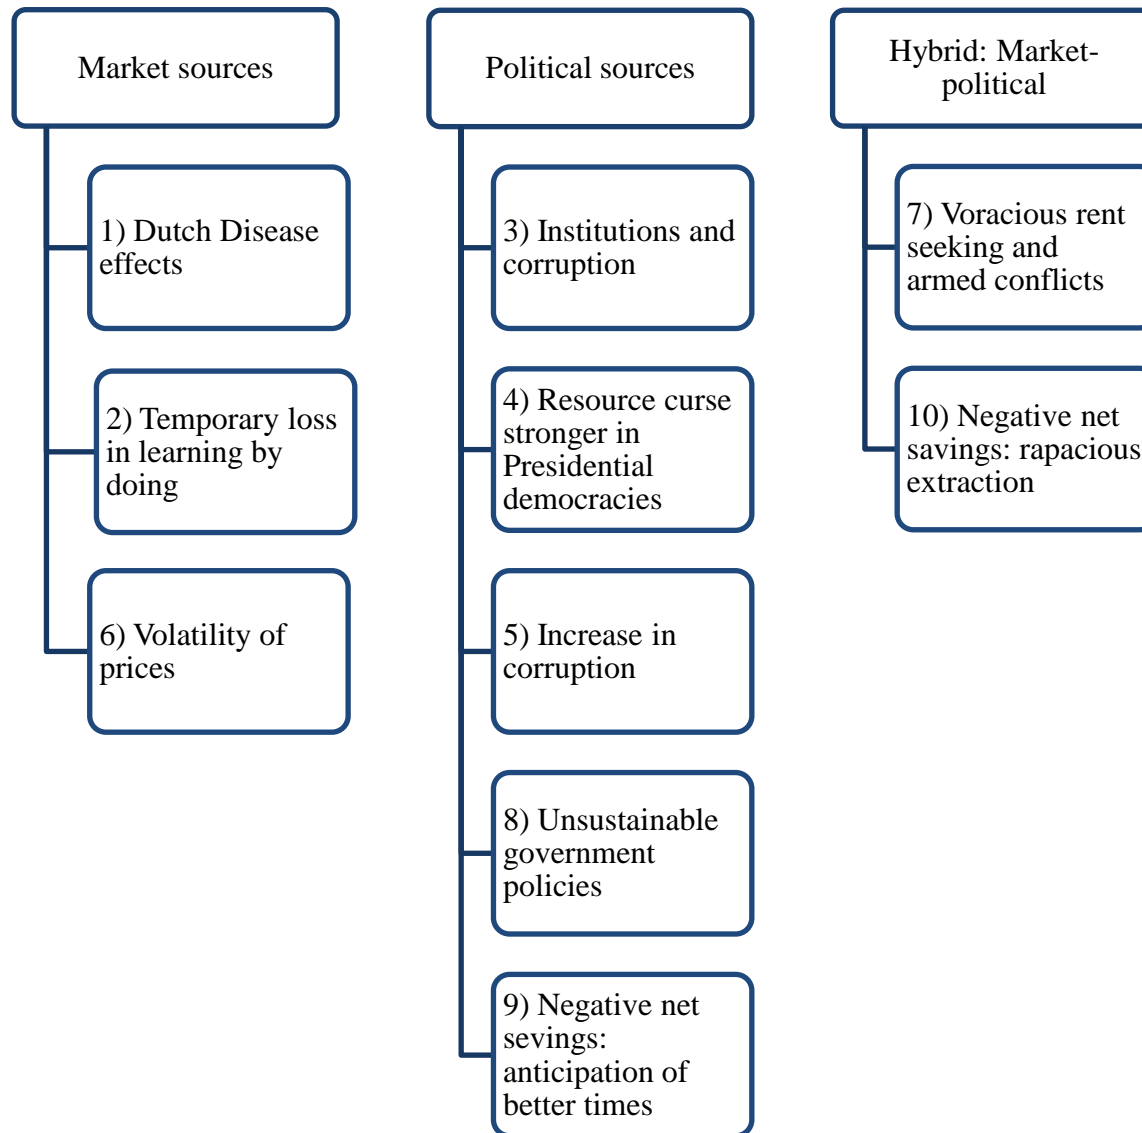 Market sources
1) Dutch Disease
effects
2) Temporary loss
in learning by
doing
6) Volatility of
prices
Political sources
3) Institutions and
corruption
4) Resource curse
stronger in
Presidential
democracies
5) Increase in
corruption
8) Unsustainable
government
policies
9) Negative net
sevings:
anticipation of
better times
Hybrid: Market-
political
7) Voracious rent
seeking and
armed conflicts
10) Negative net
savings: rapacious
extraction